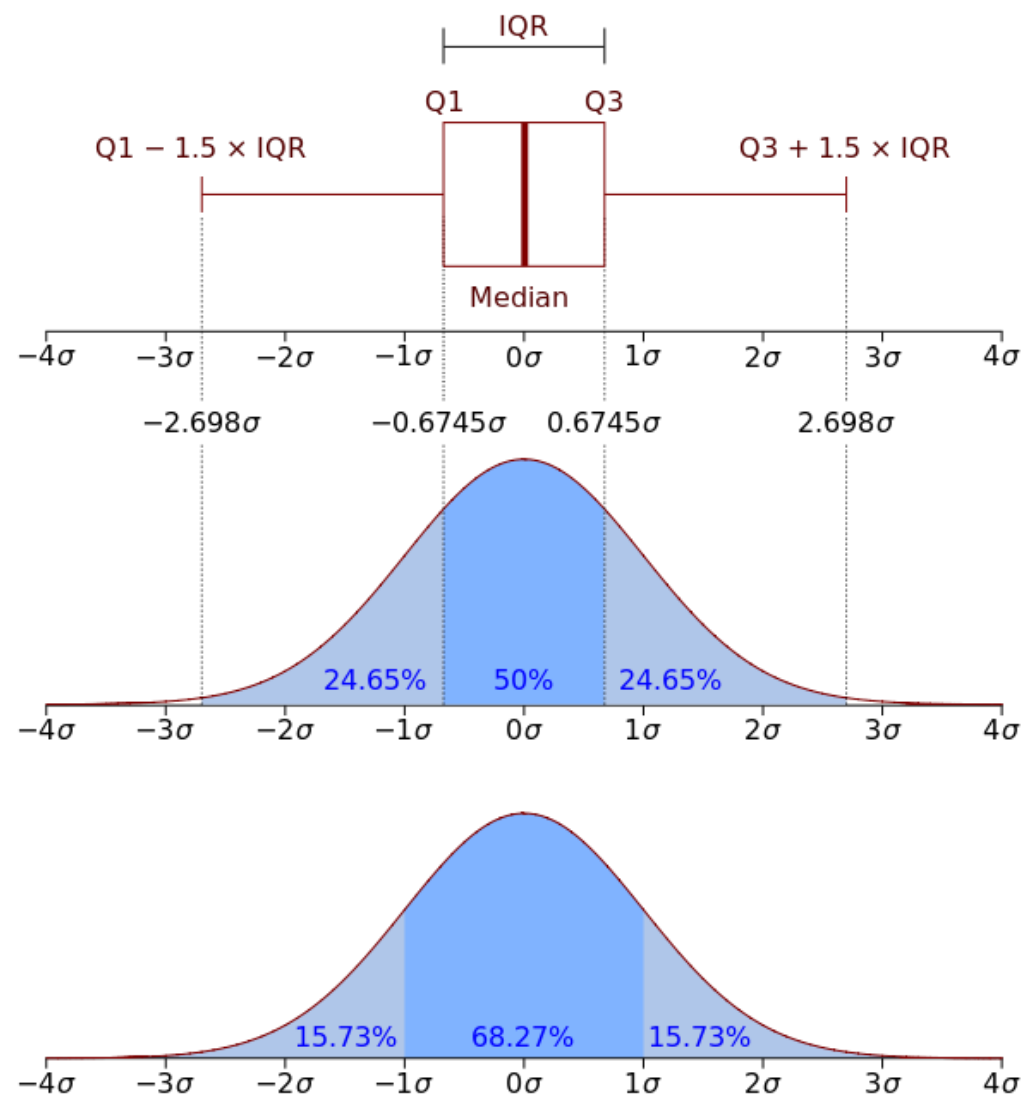 IQR
Q1 Q3
Q1 − 1.5 × IQR Q3 + 1.5 × IQR
Median
−4σ −3σ −2σ −1σ 0σ 1σ 2σ 3σ 4σ
−2.698σ −0.6745σ 0.6745σ 2.698σ
24.65% 50% 24.65%
−4σ −3σ −2σ −1σ 0σ 1σ 2σ 3σ 4σ
15.73% 68.27% 15.73%
−4σ −3σ −2σ −1σ 0σ 1σ 2σ 3σ 4σ